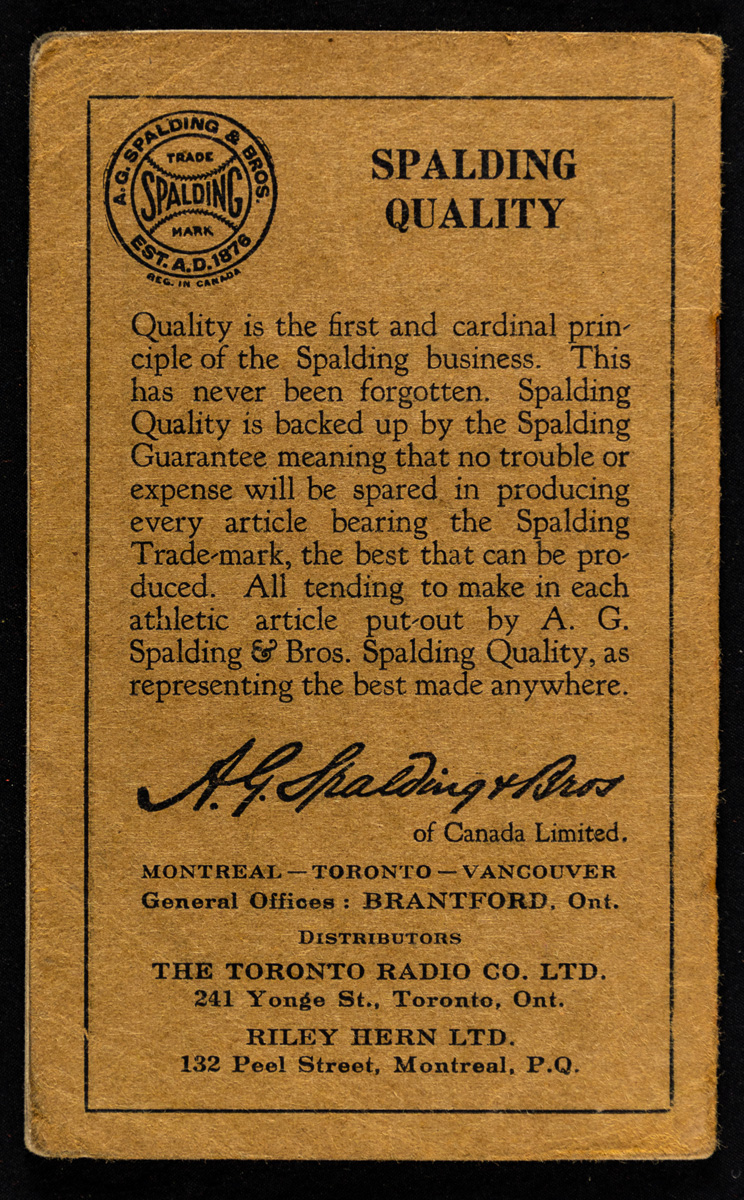 A. G. SPALDING & BROS.
TRADE
SPALDING
MARK
EST. A.D. 1876
REG. IN CANADA
SPALDING
QUALITY
Quality is the first and cardinal prin-
ciple of the Spalding business. This
has never been forgotten. Spalding
Quality is backed up by the Spalding
Guarantee meaning that no trouble or
expense will be spared in producing
every article bearing the Spalding
Trade-mark, the best that can be pro-
duced. All tending to make in each
athletic article put-out by A. G.
Spalding & Bros. Spalding Quality, as
representing the best made anywhere.
A. G. Spalding & Bros
of Canada Limited.
MONTREAL — TORONTO — VANCOUVER
General Offices : BRANTFORD, Ont.
DISTRIBUTORS
THE TORONTO RADIO CO. LTD.
241 Yonge St., Toronto, Ont.
RILEY HERN LTD.
132 Peel Street, Montreal, P.Q.